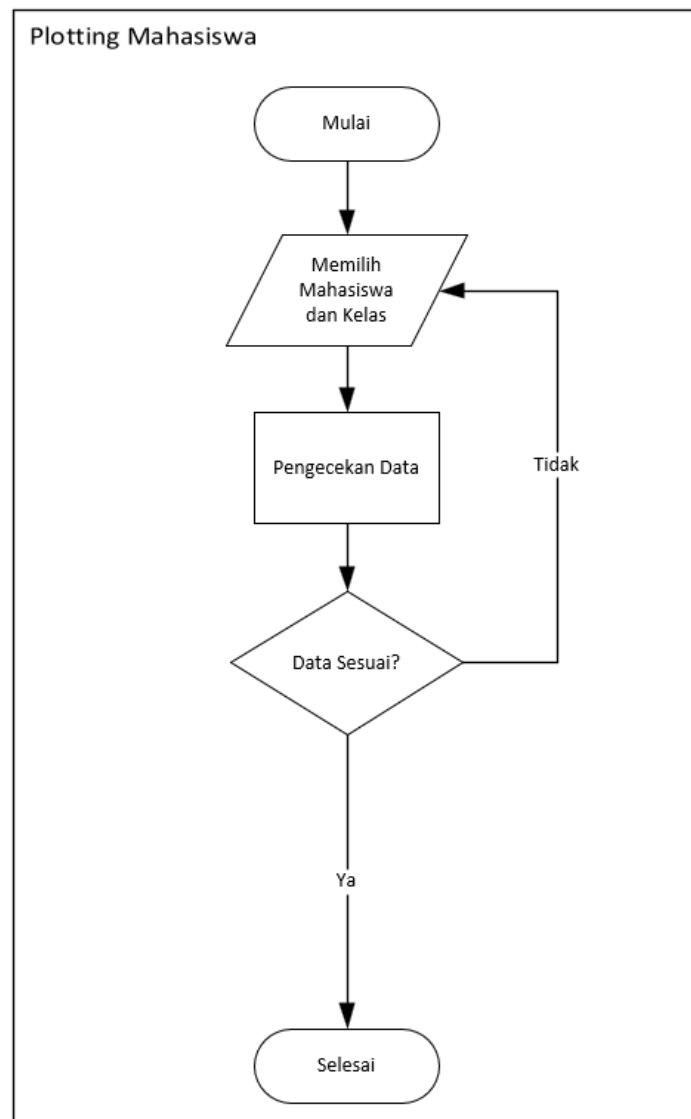 Plotting Mahasiswa
Mulai
Memilih
Mahasiswa
dan Kelas
Pengecekan Data
Tidak
Data Sesuai?
Ya
Selesai